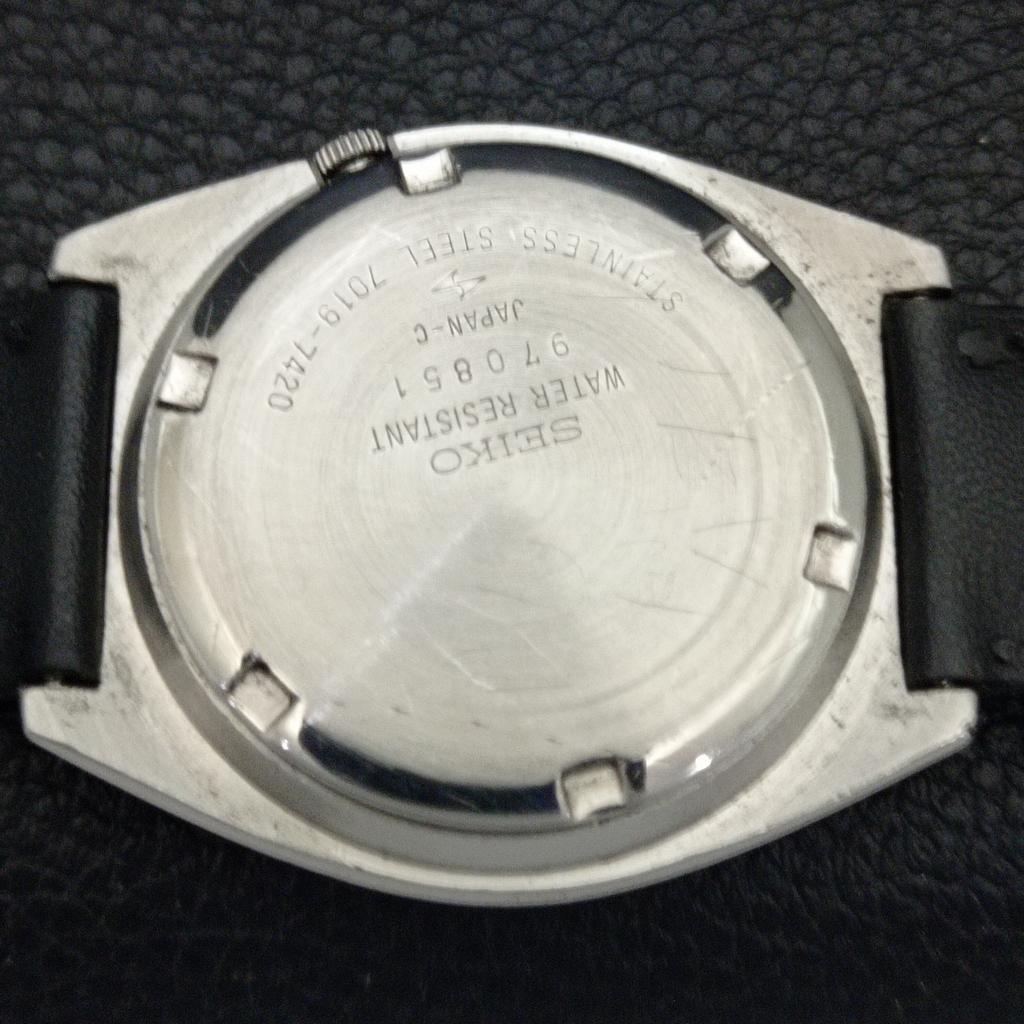 SEIKO
WATER RESISTANT
970851
JAPAN-C
STAINLESS STEEL 7019-7420